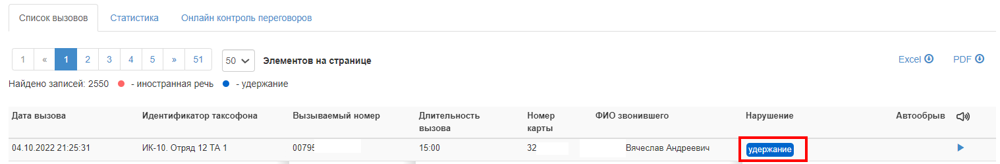 Список вызовов Статистика Онлайн контроль переговоров
1 « 1 2 3 4 5 » 51 50 Элементов на странице Excel PDF
Найдено записей: 2550 - иностранная речь - удержание
Дата вызова Идентификатор таксофона Вызываемый номер Длительность вызова Номер карты ФИО звонившего Нарушение Автообрыв
04.10.2022 21:25:31 ИК-10. Отряд 12 ТА 1 00795 15:00 32 Вячеслав Андреевич удержание